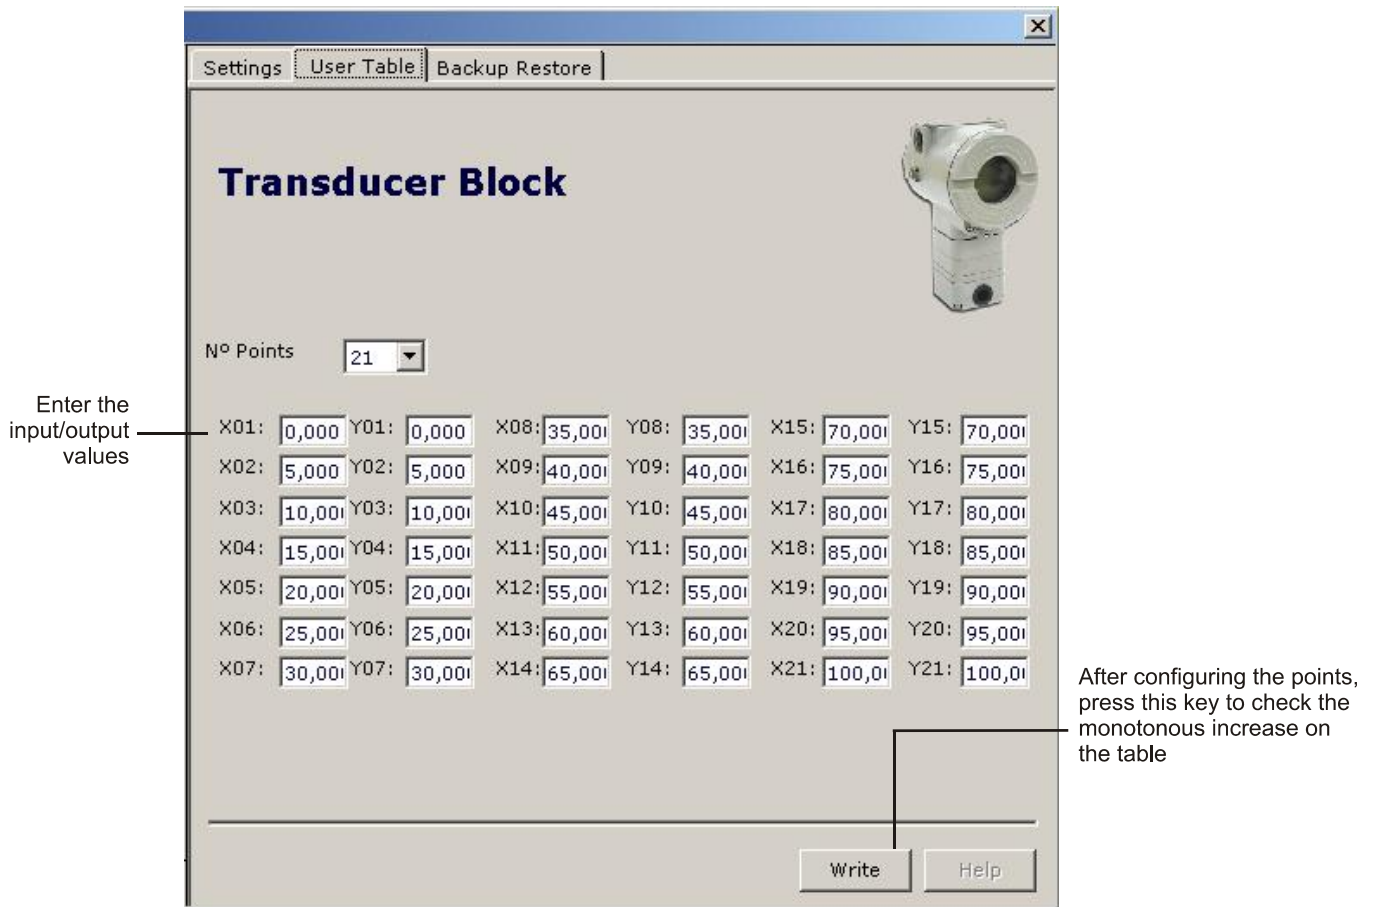 Settings User Table Backup Restore
Transducer Block
Nº Points 21
Enter the
input/output
values
X01: 0,000 Y01: 0,000 X08: 35,00 Y08: 35,00 X15: 70,00 Y15: 70,00
X02: 5,000 Y02: 5,000 X09: 40,00 Y09: 40,00 X16: 75,00 Y16: 75,00
X03: 10,00 Y03: 10,00 X10: 45,00 Y10: 45,00 X17: 80,00 Y17: 80,00
X04: 15,00 Y04: 15,00 X11: 50,00 Y11: 50,00 X18: 85,00 Y18: 85,00
X05: 20,00 Y05: 20,00 X12: 55,00 Y12: 55,00 X19: 90,00 Y19: 90,00
X06: 25,00 Y06: 25,00 X13: 60,00 Y13: 60,00 X20: 95,00 Y20: 95,00
X07: 30,00 Y07: 30,00 X14: 65,00 Y14: 65,00 X21: 100,0 Y21: 100,0
After configuring the points,
press this key to check the
monotonous increase on
the table
Write Help